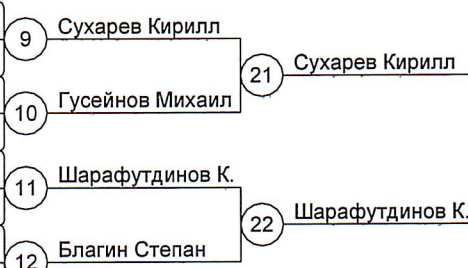 9 Сухарев Кирилл
21 Сухарев Кирилл
10 Гусейнов Михаил
11 Шарафутдинов К.
22 Шарафутдинов К.
12 Благин Степан